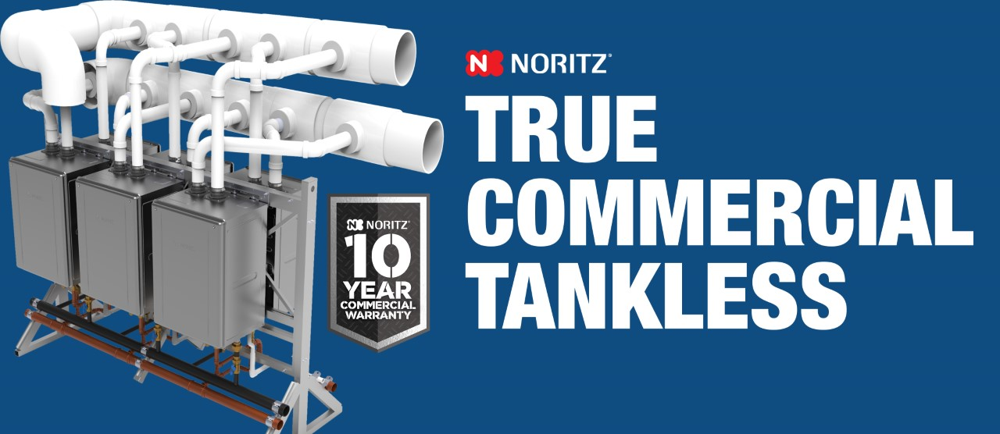 NORITZ®
TRUE
COMMERCIAL
TANKLESS
NORITZ®
10
YEAR
COMMERCIAL
WARRANTY